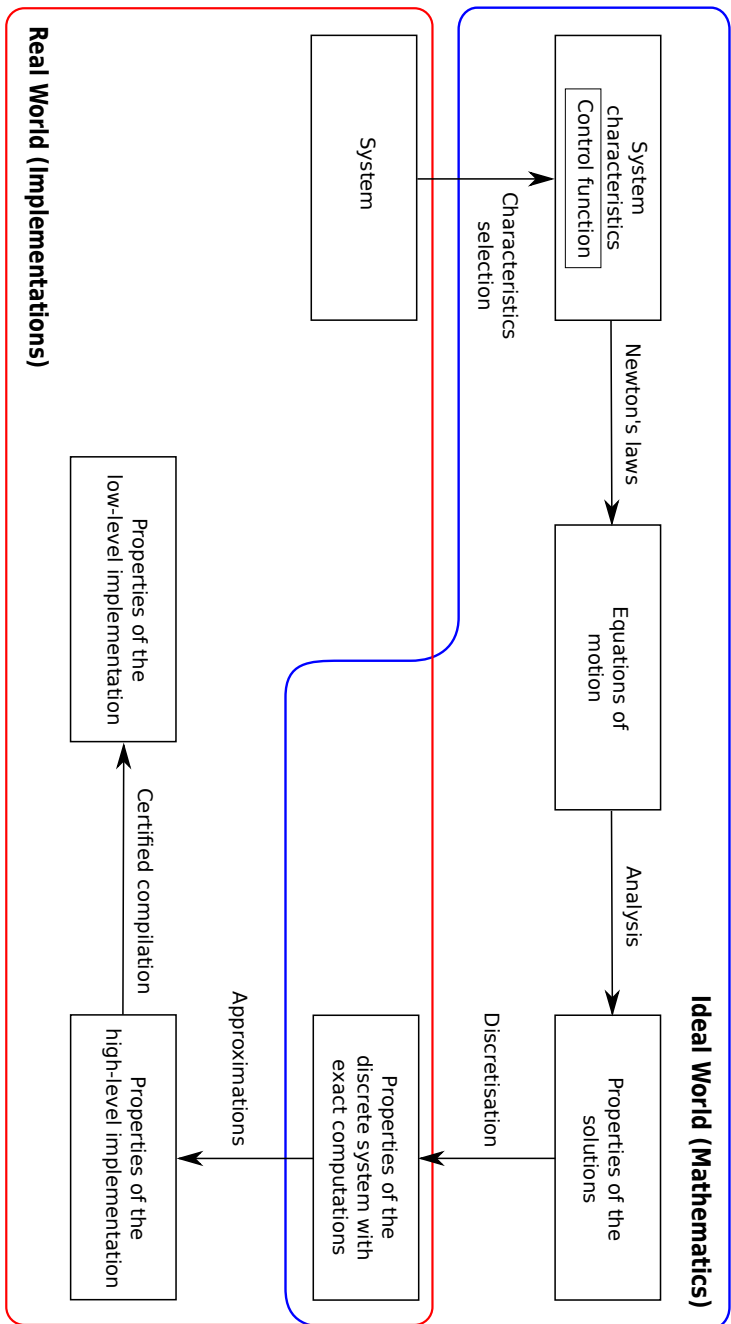 Ideal World (Mathematics)
System
characteristics
Control function
Newton's laws
Equations of
motion
Analysis
Properties of the
solutions
Characteristics
selection
Discretisation
System
Properties of the
discrete system with
exact computations
Approximations
Properties of the
low-level implementation
Certified compilation
Properties of the
high-level implementation
Real World (Implementations)